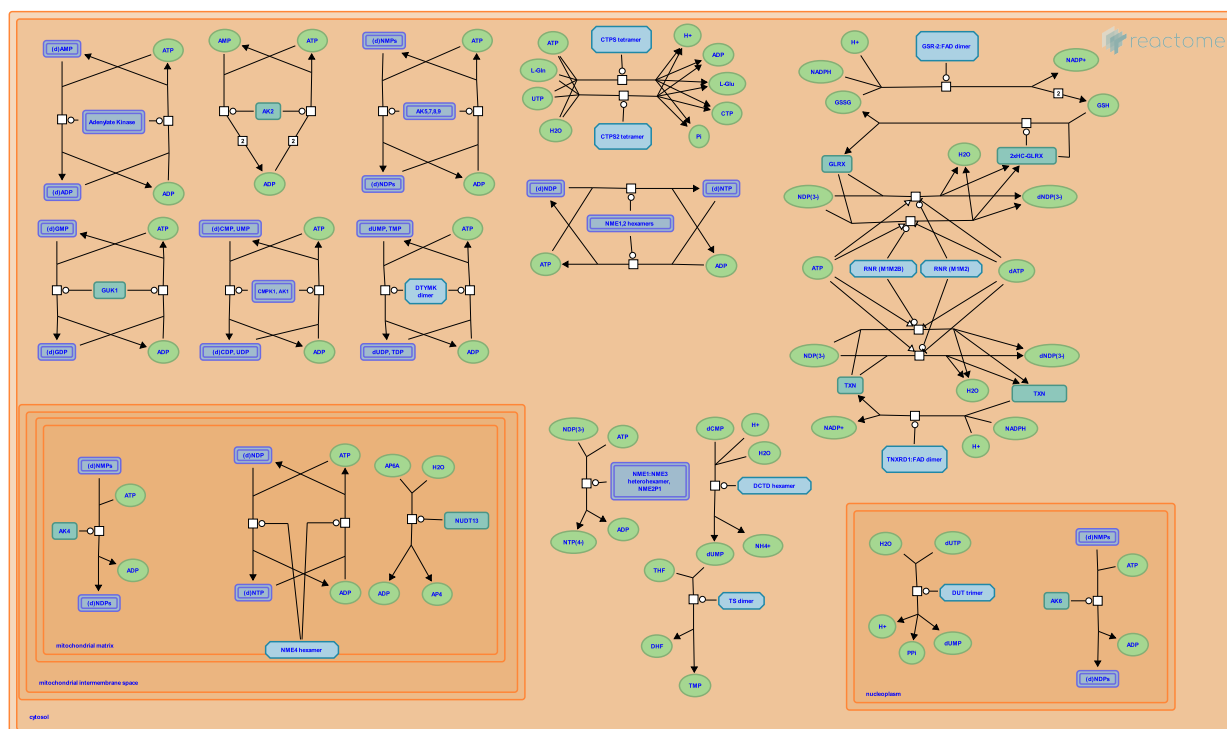 reactome
(d)AMP
ATP
Adenylate Kinase
(d)ADP
ADP
AMP
ATP
AK2
2
2
ADP
(d)NMPs
ATP
AK5,7,8,9
(d)NDPs
ADP
ATP
L-Gln
UTP
H2O
CTPS tetramer
CTPS2 tetramer
H+
ADP
L-Glu
CTP
Pi
H+
NADPH
GSSG
GSR-2:FAD dimer
NADP+
2
GSH
GLRX
H2O
2xHC-GLRX
NDP(3-)
dNDP(3-)
ATP
RNR (M1M2B)
RNR (M1M2)
dATP
NDP(3-)
dNDP(3-)
TXN
H2O
TXN
NADP+
NADPH
H+
TNXRD1:FAD dimer
(d)NDP
(d)NTP
NME1,2 hexamers
ATP
ADP
(d)GMP
ATP
GUK1
(d)GDP
ADP
(d)CMP, UMP
ATP
CMPK1, AK1
(d)CDP, UDP
ADP
dUMP, TMP
ATP
DTYMK
dimer
dUDP, TDP
ADP
(d)NMPs
ATP
AK4
ADP
(d)NDPs
(d)NDP
ATP
(d)NTP
ADP
NME4 hexamer
AP6A
H2O
NUDT13
ADP
AP4
mitochondrial matrix
mitochondrial intermembrane space
cytosol
NDP(3-)
ATP
NME1:NME3
heterohexamer,
NME2P1
NTP(4-)
ADP
dCMP
H+
H2O
DCTD hexamer
dUMP
NH4+
THF
TS dimer
DHF
TMP
H2O
dUTP
DUT trimer
H+
PPi
dUMP
(d)NMPs
ATP
AK6
ADP
(d)NDPs
nucleoplasm